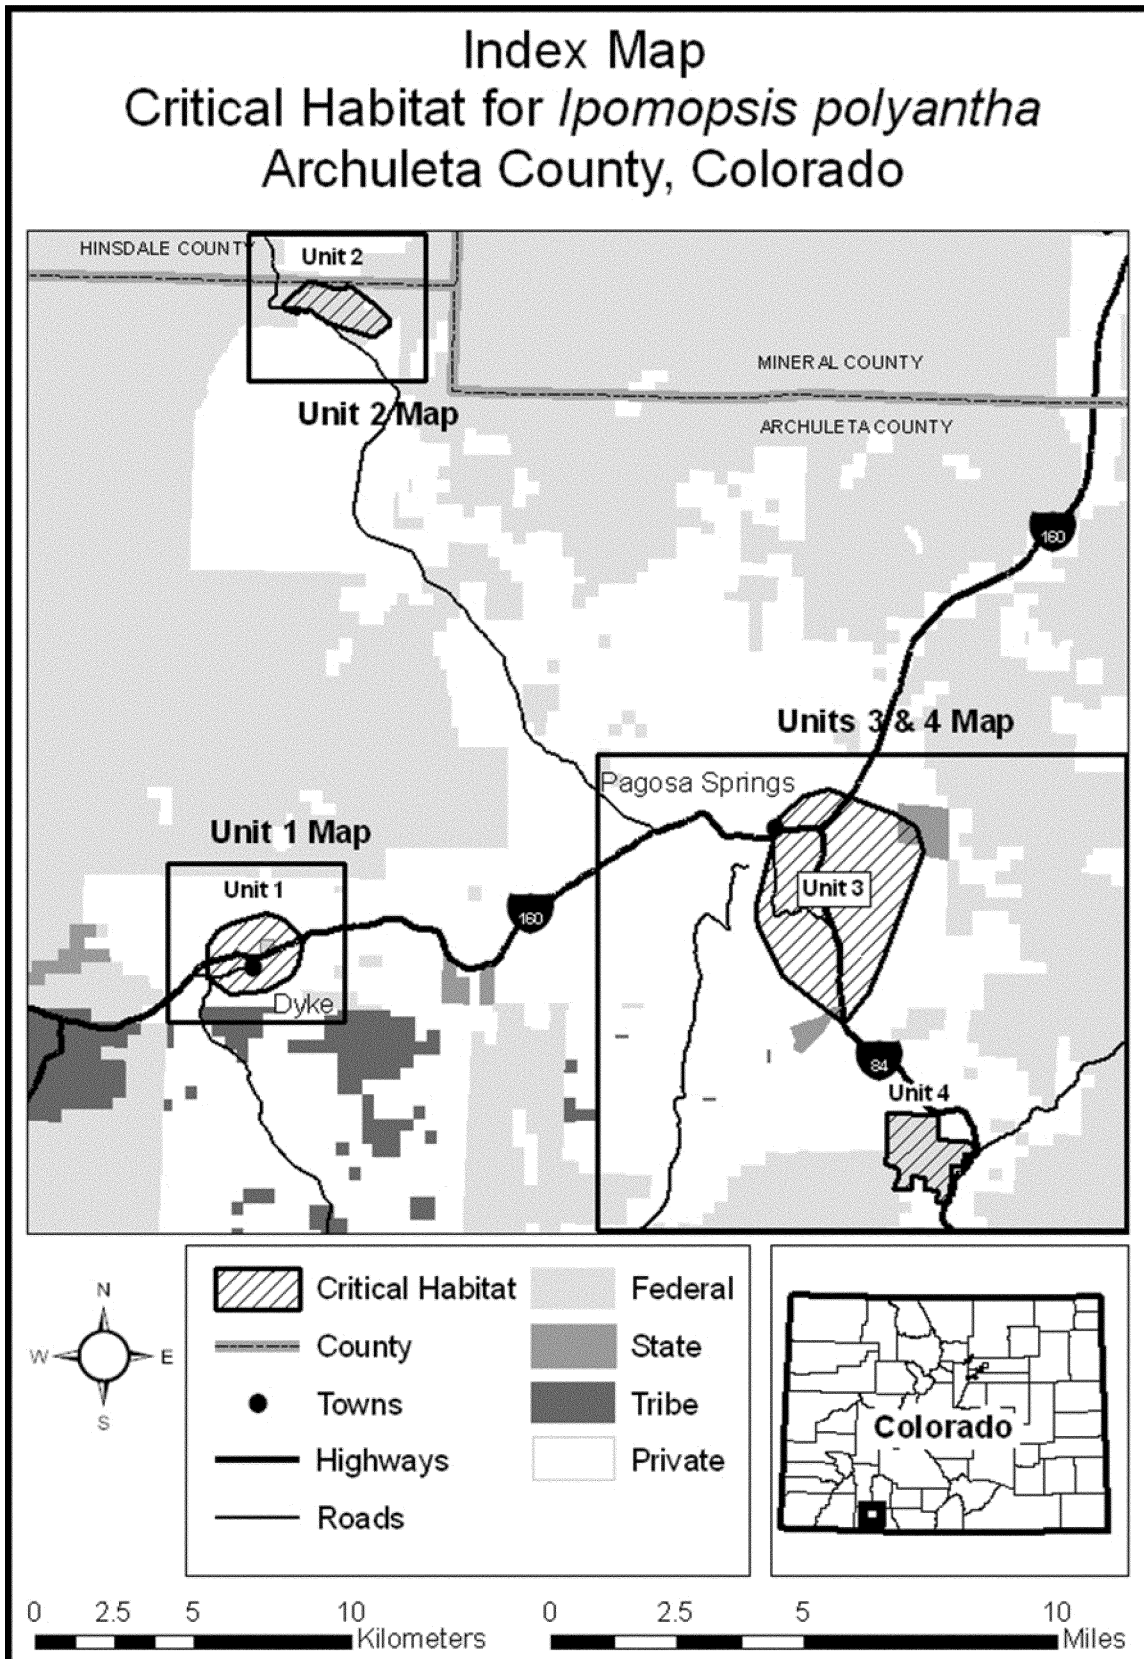 Index Map
Critical Habitat for Ipomopsis polyantha
Archuleta County, Colorado
HINSDALE COUNTY
Unit 2
MINERAL COUNTY
Unit 2 Map
ARCHULETA COUNTY
160
Units 3 & 4 Map
Pagosa Springs
Unit 1 Map
Unit 1
Unit 3
160
Dyke
84
Unit 4
N
W E
S
Critical Habitat
County
Towns
Highways
Roads
Federal
State
Tribe
Private
Colorado
0 2.5 5 10
Kilometers
0 2.5 5 10
Miles